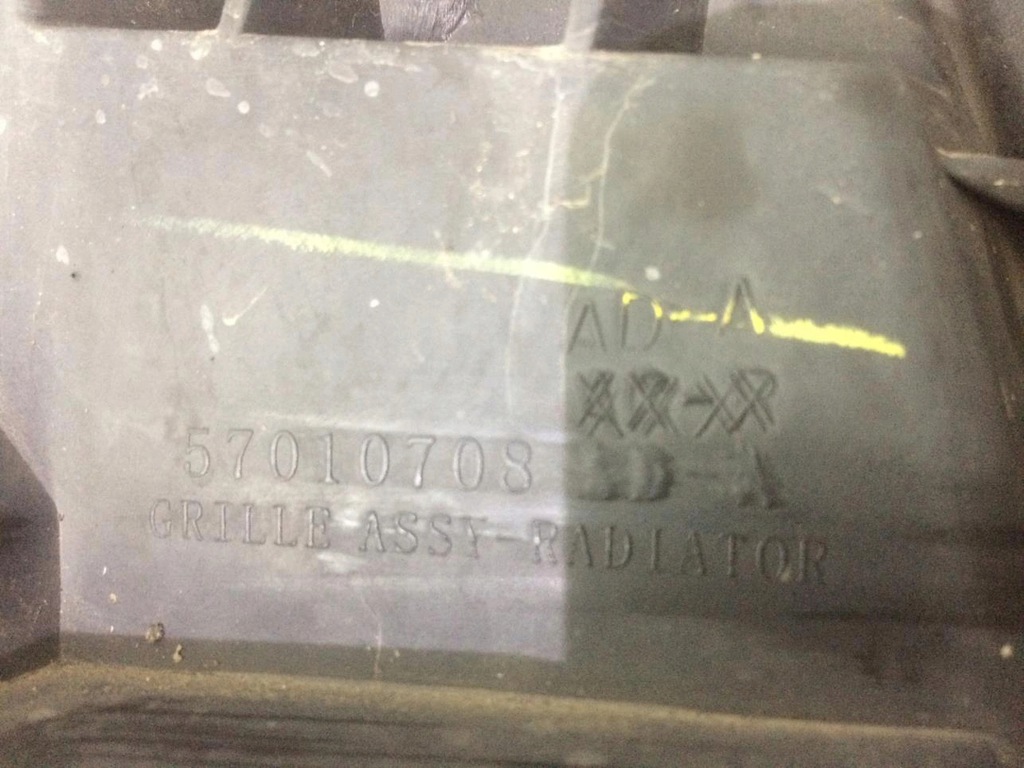 AD-A
57010708
GRILLE ASSY-RADIATOR